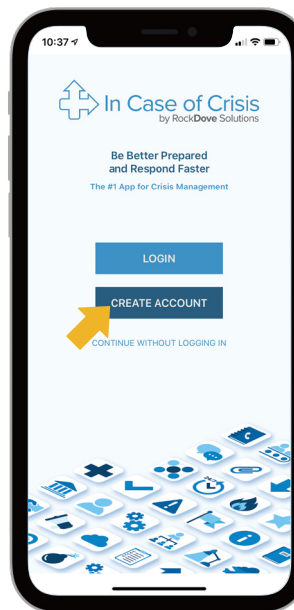 10:37
In Case of Crisis
by RockDove Solutions
Be Better Prepared
and Respond Faster
The #1 App for Crisis Management
LOGIN
CREATE ACCOUNT
CONTINUE WITHOUT LOGGING IN